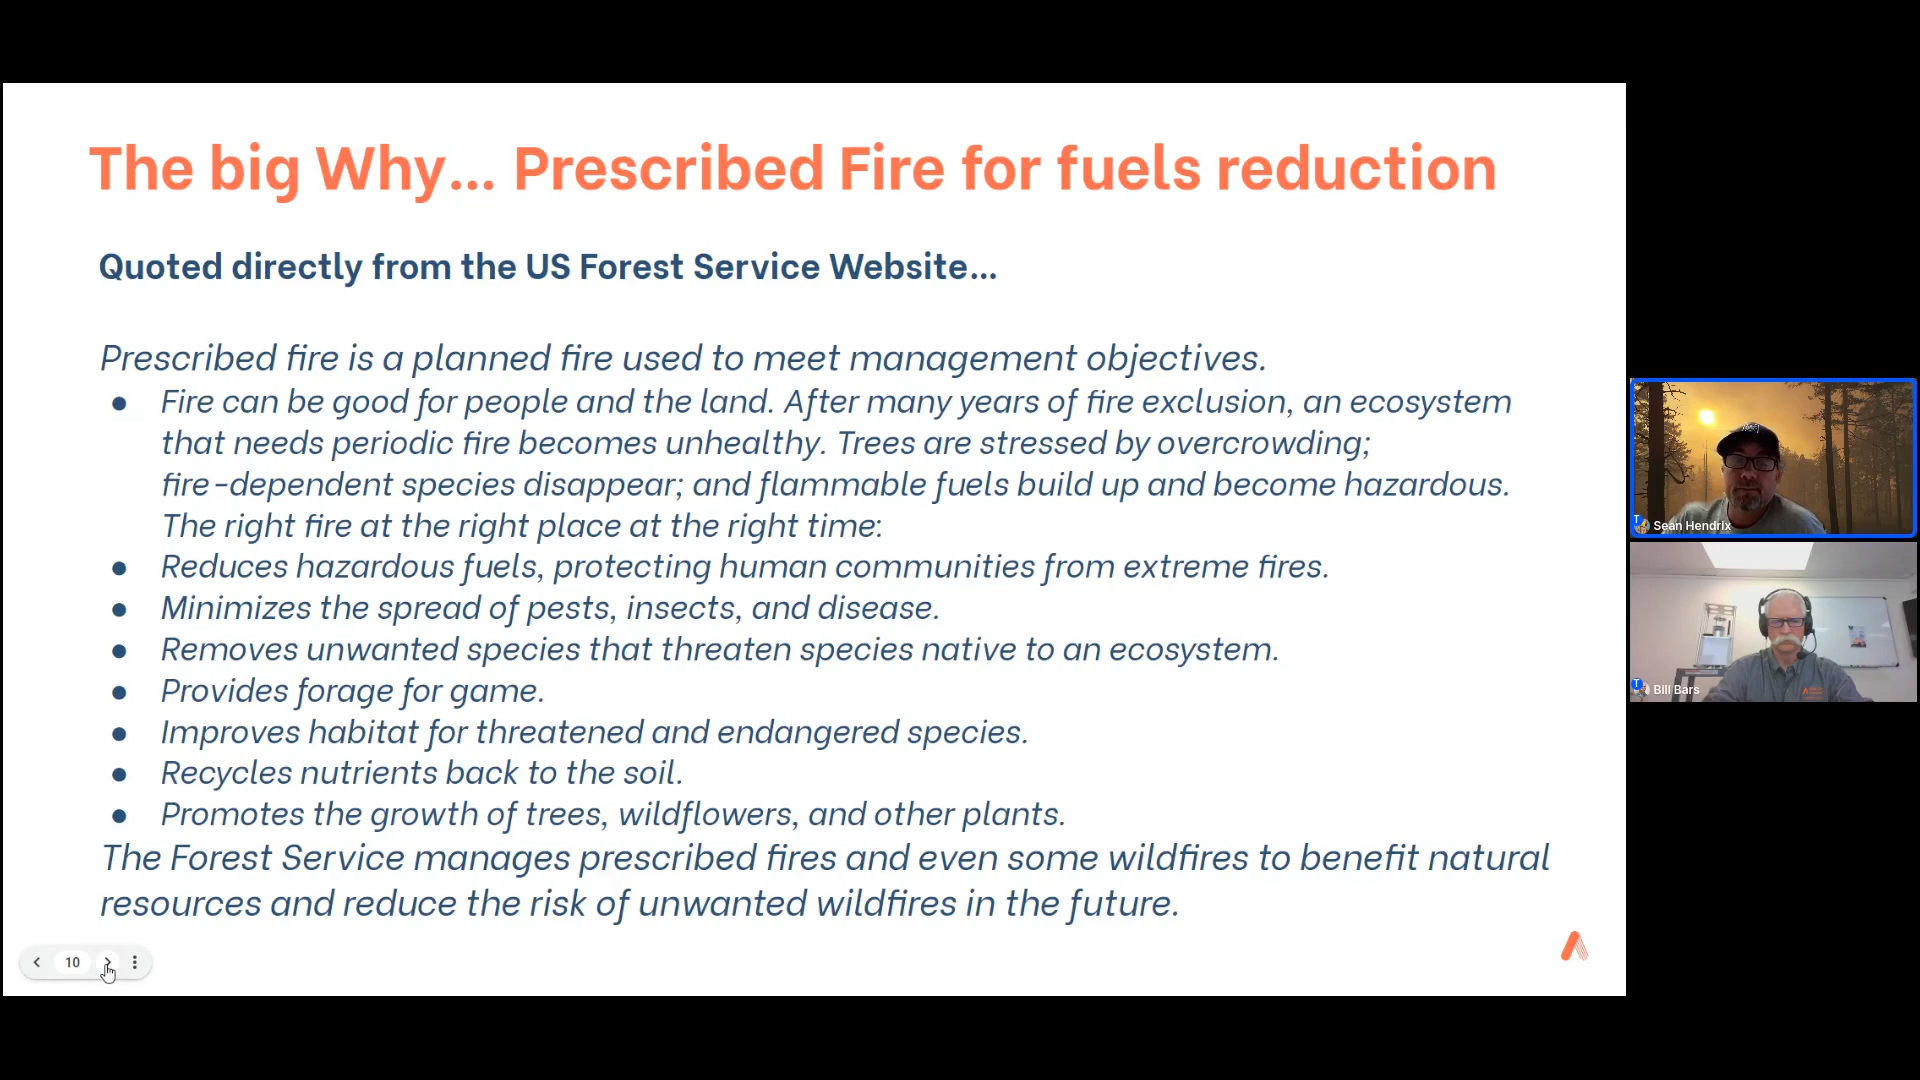 The big Why... Prescribed Fire for fuels reduction
Quoted directly from the US Forest Service Website...
Prescribed fire is a planned fire used to meet management objectives.
● Fire can be good for people and the land. After many years of fire exclusion, an ecosystem
that needs periodic fire becomes unhealthy. Trees are stressed by overcrowding;
fire-dependent species disappear; and flammable fuels build up and become hazardous.
The right fire at the right place at the right time:
● Reduces hazardous fuels, protecting human communities from extreme fires.
● Minimizes the spread of pests, insects, and disease.
● Removes unwanted species that threaten species native to an ecosystem.
● Provides forage for game.
● Improves habitat for threatened and endangered species.
● Recycles nutrients back to the soil.
● Promotes the growth of trees, wildflowers, and other plants.
The Forest Service manages prescribed fires and even some wildfires to benefit natural
resources and reduce the risk of unwanted wildfires in the future.
10
T
Sean Hendrix
T
Bill Bars